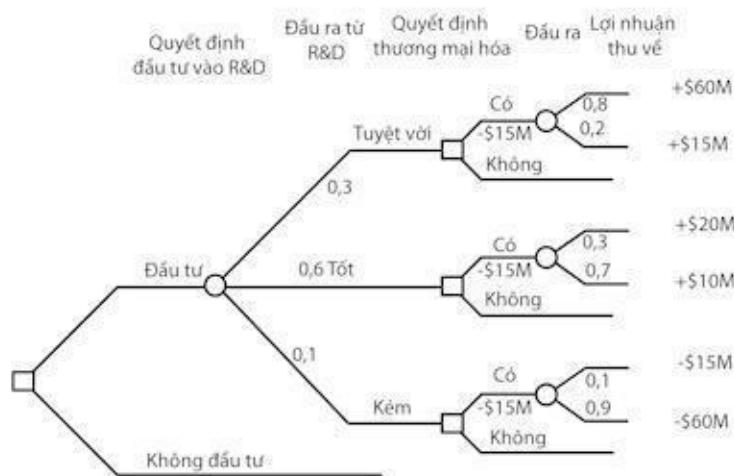 Quyết định
đầu tư vào R&D
Đầu ra từ
R&D
Quyết định
thương mại hóa
Đầu ra
Lợi nhuận
thu về
Tuyệt vời
0,3
Có
-$15M
Không
0,8
0,2
+$60M
+$15M
Đầu tư
0,6 Tốt
Có
-$15M
Không
0,3
0,7
+$20M
+$10M
0,1
Kém
Có
-$15M
Không
0,1
0,9
-$15M
-$60M
Không đầu tư